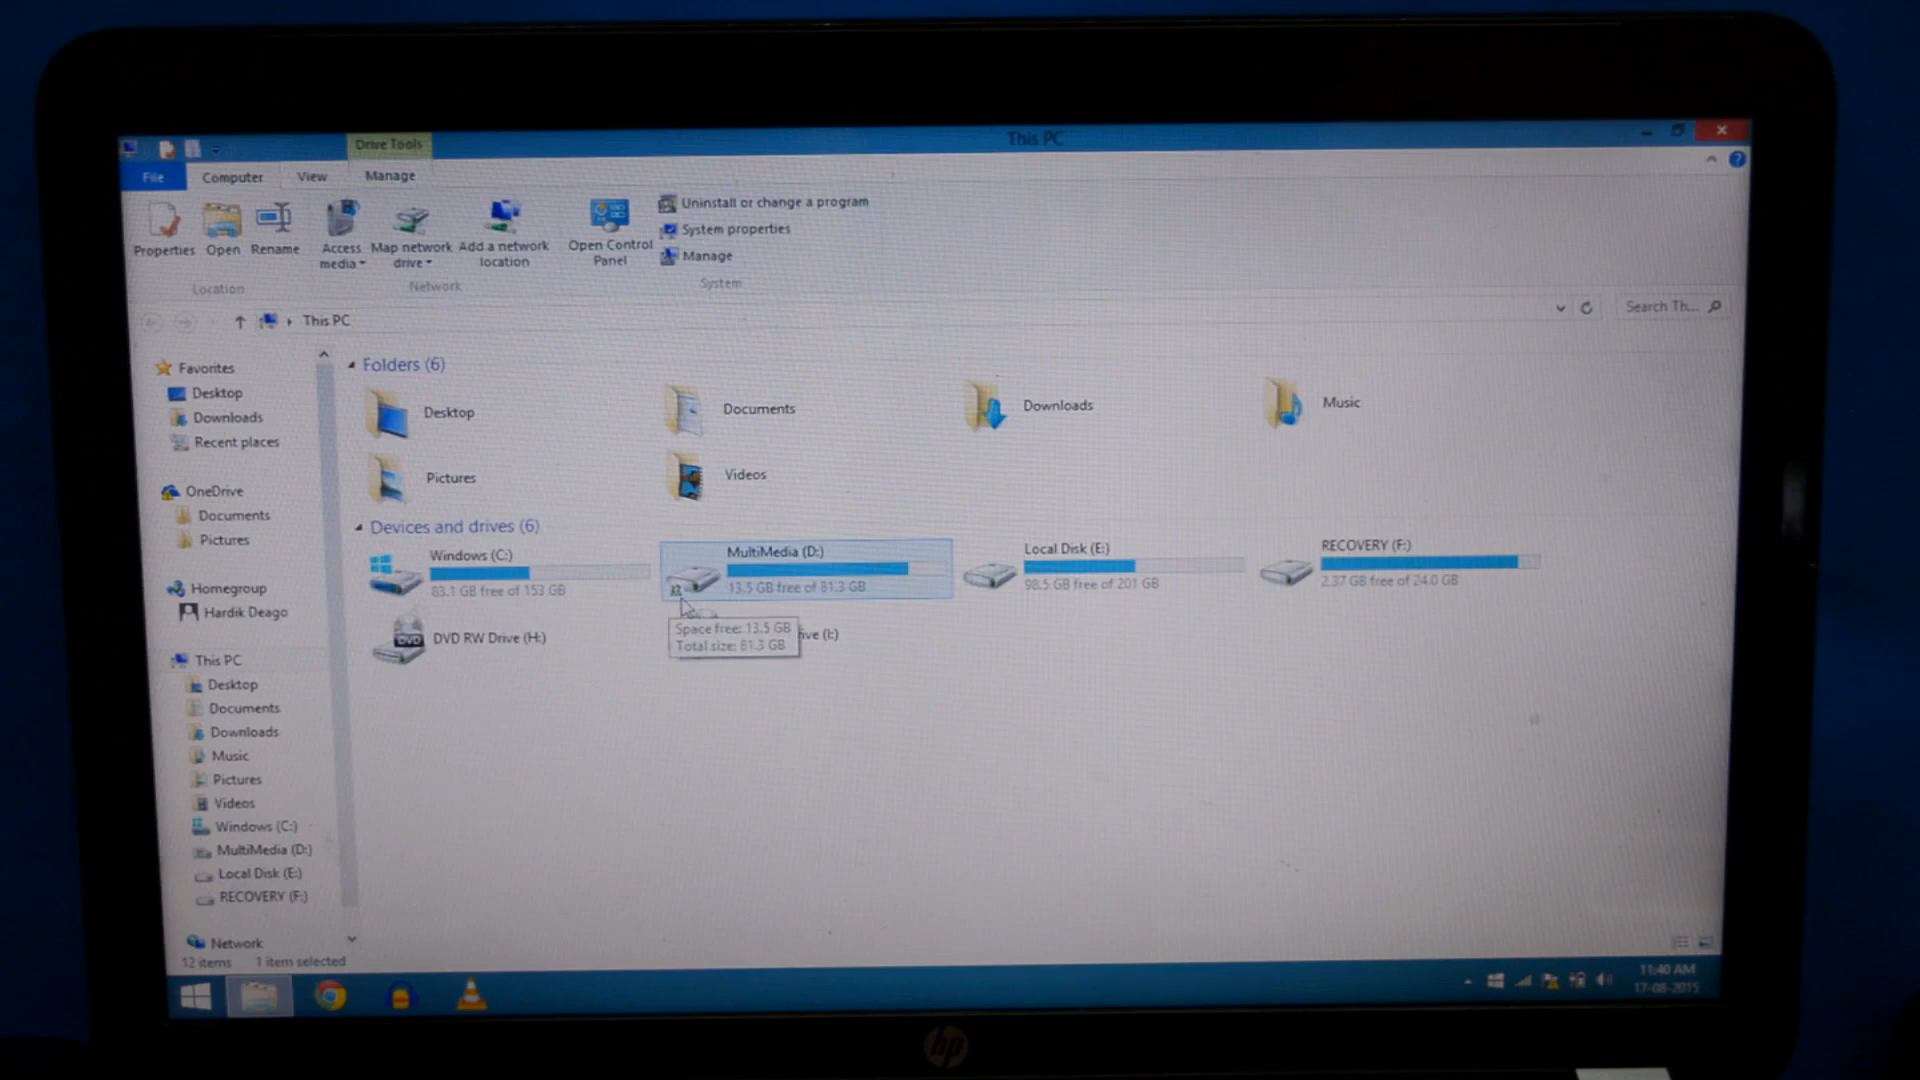 Drive Tools
This PC
File
Computer
View
Manage
Properties
Open
Rename
Access media
Map network drive
Add a network location
Open Control Panel
Uninstall or change a program
System properties
Manage
Location
Network
System
This PC
Search Th...
Favorites
Desktop
Downloads
Recent places
OneDrive
Documents
Pictures
Homegroup
Hardik Deago
This PC
Desktop
Documents
Downloads
Music
Pictures
Videos
Windows (C:)
MultiMedia (D:)
Local Disk (E:)
RECOVERY (F:)
Network
Folders (6)
Desktop
Documents
Downloads
Music
Pictures
Videos
Devices and drives (6)
Windows (C:)
83.1 GB free of 153 GB
MultiMedia (D:)
13.5 GB free of 81.3 GB
Local Disk (E:)
98.5 GB free of 201 GB
RECOVERY (F:)
2.37 GB free of 24.0 GB
DVD
DVD RW Drive (H:)
ive (I:)
Space free: 13.5 GB
Total size: 81.3 GB
12 items
1 item selected
11:40 AM
17-08-2015
hp